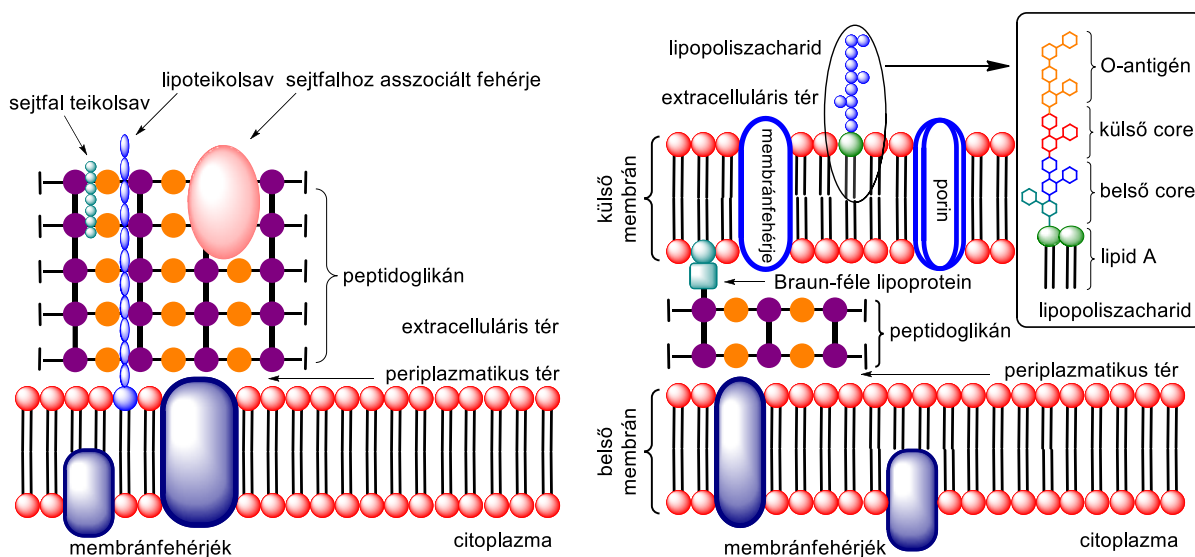 lipoteikolsav
sejtfalhoz asszociált fehérje
sejtfal teikolsav
peptidoglikán
extracelluláris tér
periplazmatikus tér
membránfehérjék
citoplazma
lipopoliszacharid
extracelluláris tér
külső
membrán
membránfehérje
porin
Braun-féle lipoprotein
peptidoglikán
periplazmatikus tér
belső
membrán
membránfehérjék
citoplazma
O-antigén
külső core
belső core
lipid A
lipopoliszacharid